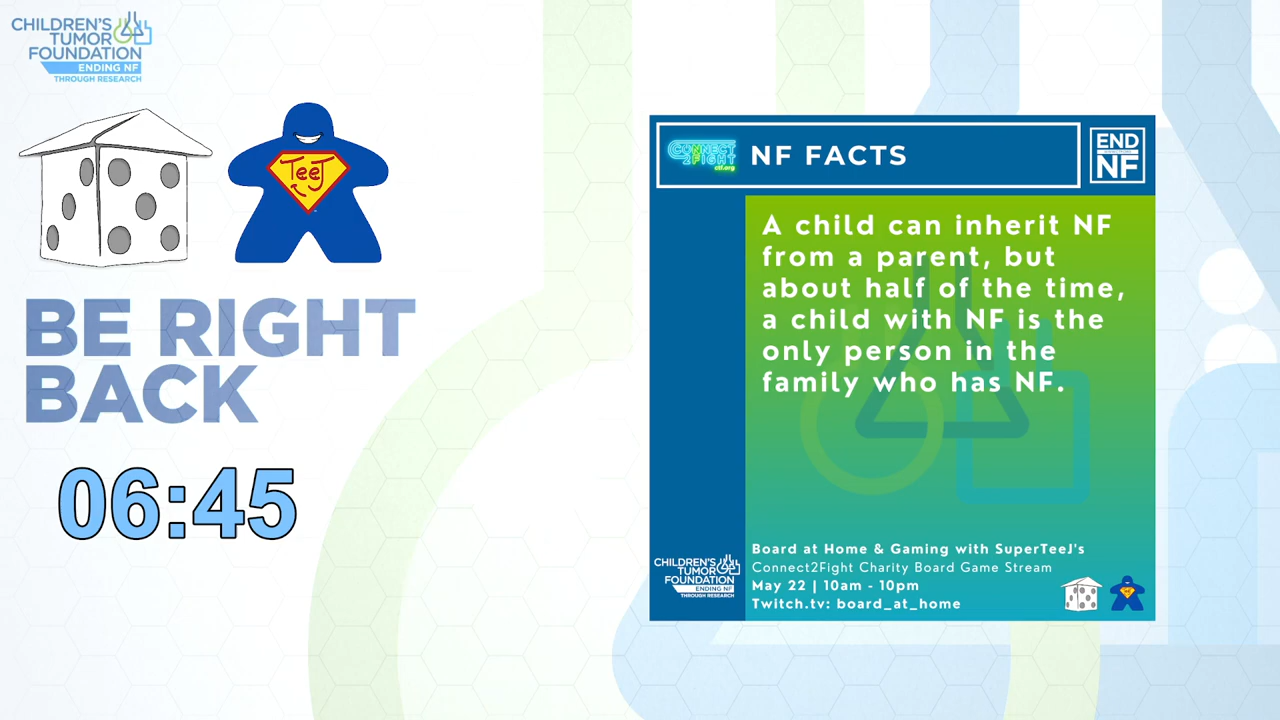 CHILDREN'S
TUMOR
FOUNDATION
ENDING NF
THROUGH RESEARCH
TeeJ
BE RIGHT
BACK
06:45
CONNECT
2FIGHT
ctf.org
NF FACTS
END
NF
A child can inherit NF
from a parent, but
about half of the time,
a child with NF is the
only person in the
family who has NF.
CHILDREN'S
TUMOR
FOUNDATION
ENDING NF
THROUGH RESEARCH
Board at Home & Gaming with SuperTeeJ's
Connect2Fight Charity Board Game Stream
May 22 | 10am - 10pm
Twitch.tv: board_at_home